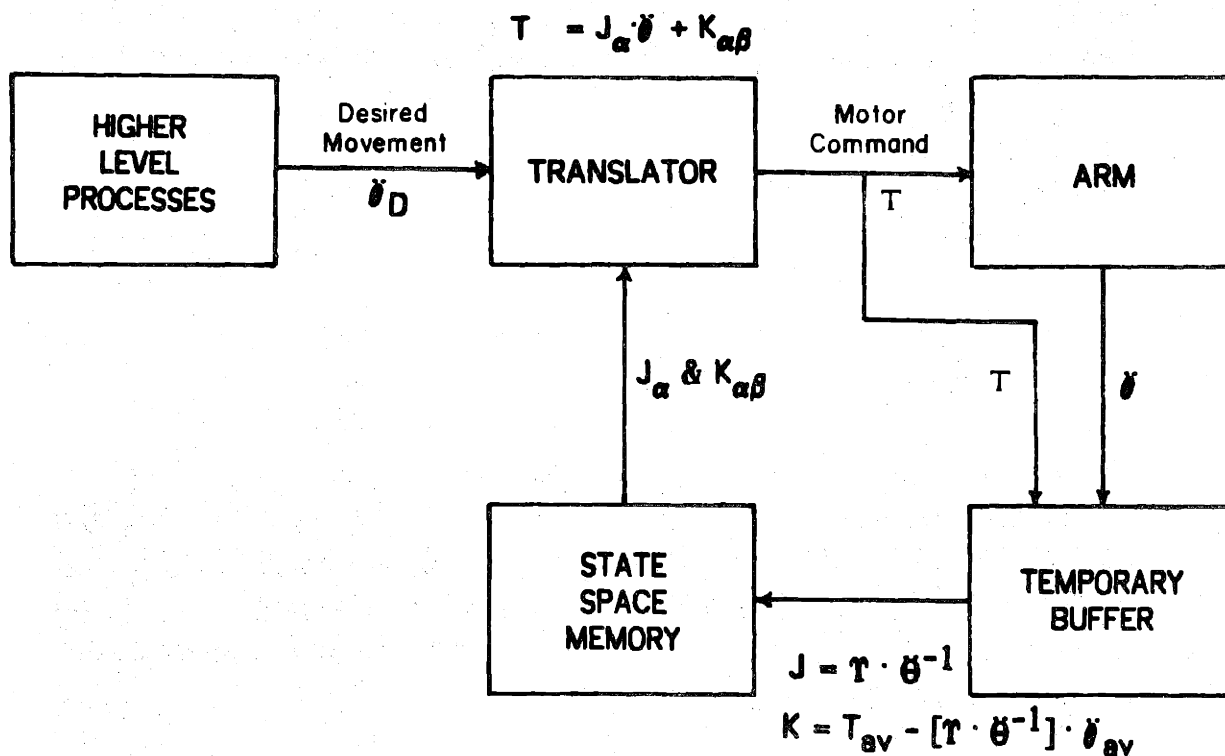 T = J_α · θ̈ + K_αβ
HIGHER
LEVEL
PROCESSES
Desired
Movement
θ̈_D
TRANSLATOR
Motor
Command
T
ARM
J_α & K_αβ
T
θ̈
STATE
SPACE
MEMORY
TEMPORARY
BUFFER
J = ϒ · Θ̈⁻¹
K = T_av - [ϒ · Θ̈⁻¹] · θ̈_av